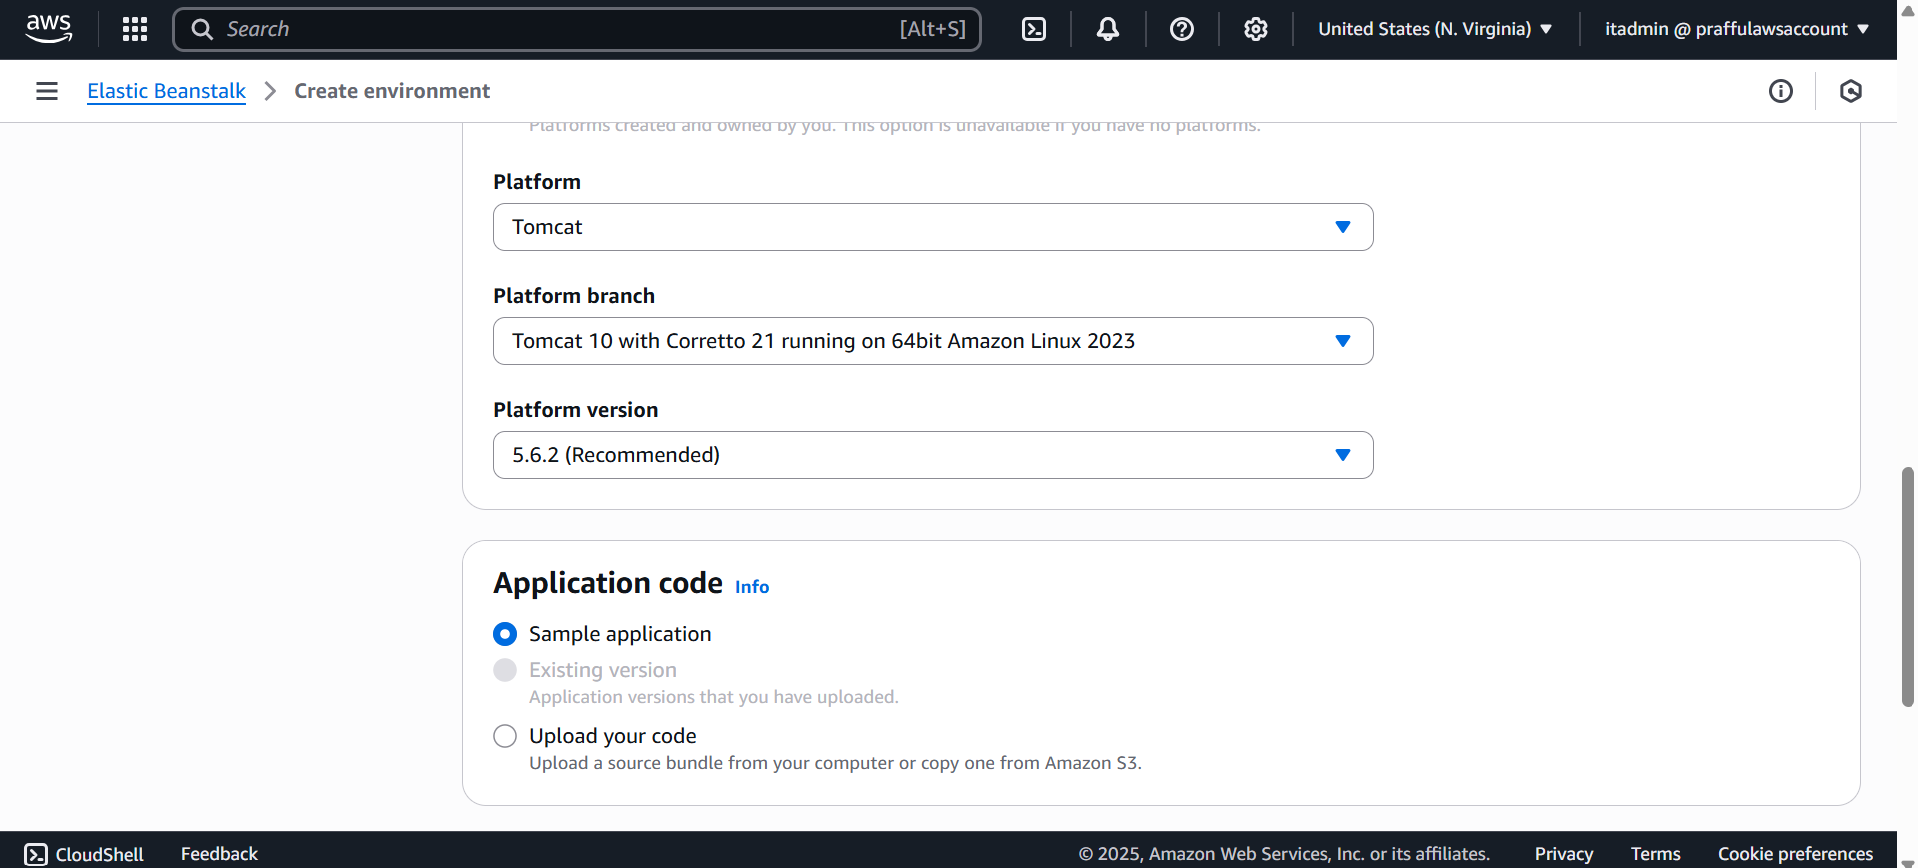 aws
Search [Alt+S]
United States (N. Virginia)
itadmin @ praffulawsaccount
Elastic Beanstalk > Create environment
Platforms created and owned by you. This option is unavailable if you have no platforms.
Platform
Tomcat
Platform branch
Tomcat 10 with Corretto 21 running on 64bit Amazon Linux 2023
Platform version
5.6.2 (Recommended)
Application code Info
Sample application
Existing version
Application versions that you have uploaded.
Upload your code
Upload a source bundle from your computer or copy one from Amazon S3.
CloudShell Feedback © 2025, Amazon Web Services, Inc. or its affiliates. Privacy Terms Cookie preferences